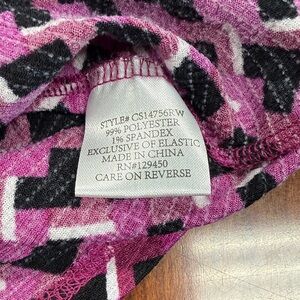 STYLE# CS14756RW
99% POLYESTER
1% SPANDEX
EXCLUSIVE OF ELASTIC
MADE IN CHINA
RN#129450
CARE ON REVERSE